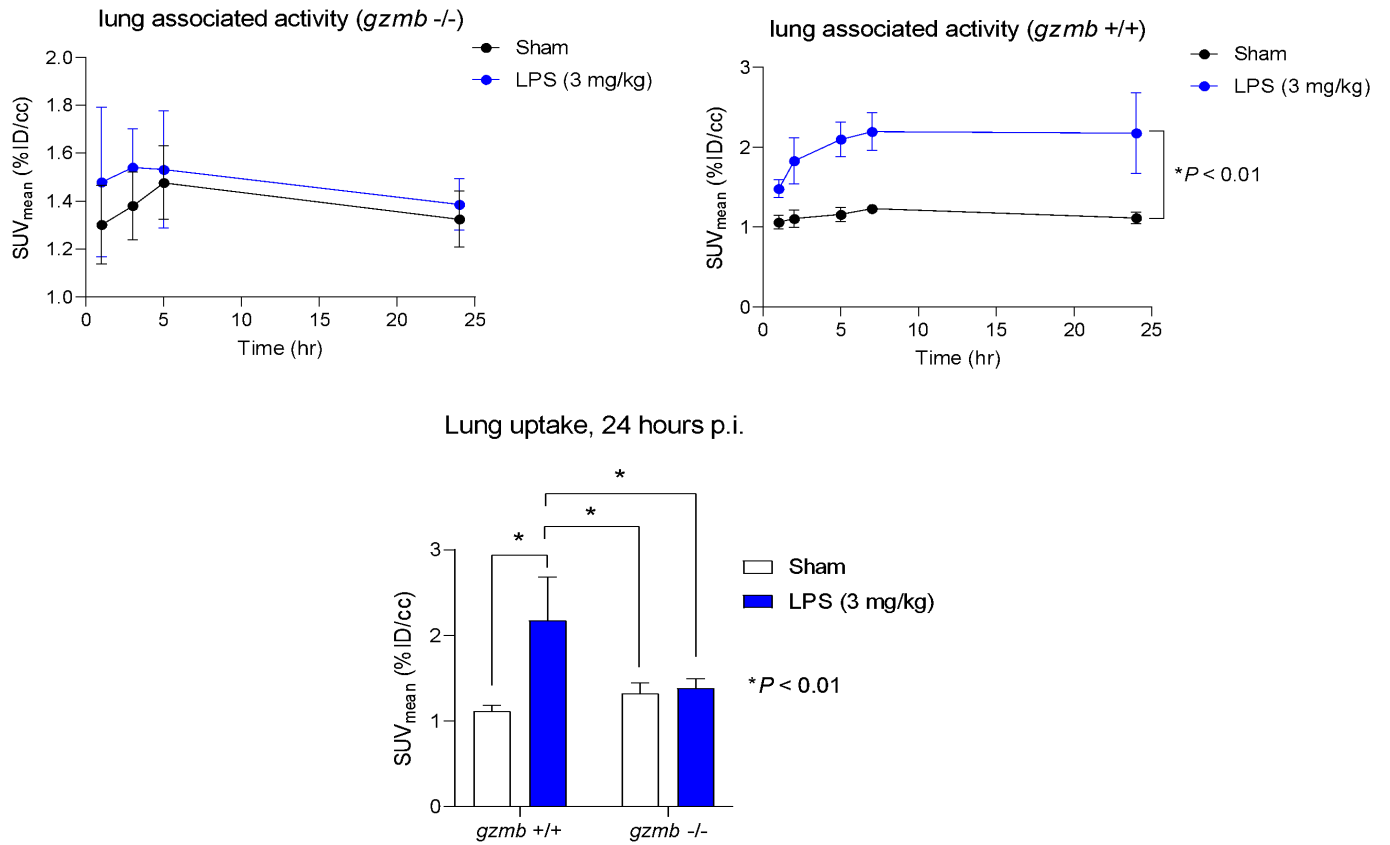 lung associated activity (gzmb -/-)
Sham
LPS (3 mg/kg)
2.0
1.8
1.6
1.4
1.2
1.0
SUVmean (%ID/cc)
0 5 10 15 20 25
Time (hr)
lung associated activity (gzmb +/+)
Sham
LPS (3 mg/kg)
3
2
1
0
SUVmean (%ID/cc)
*P < 0.01
0 5 10 15 20 25
Time (hr)
Lung uptake, 24 hours p.i.
*
*
*
3
2
1
0
SUVmean (%ID/cc)
Sham
LPS (3 mg/kg)
*P < 0.01
gzmb +/+ gzmb -/-